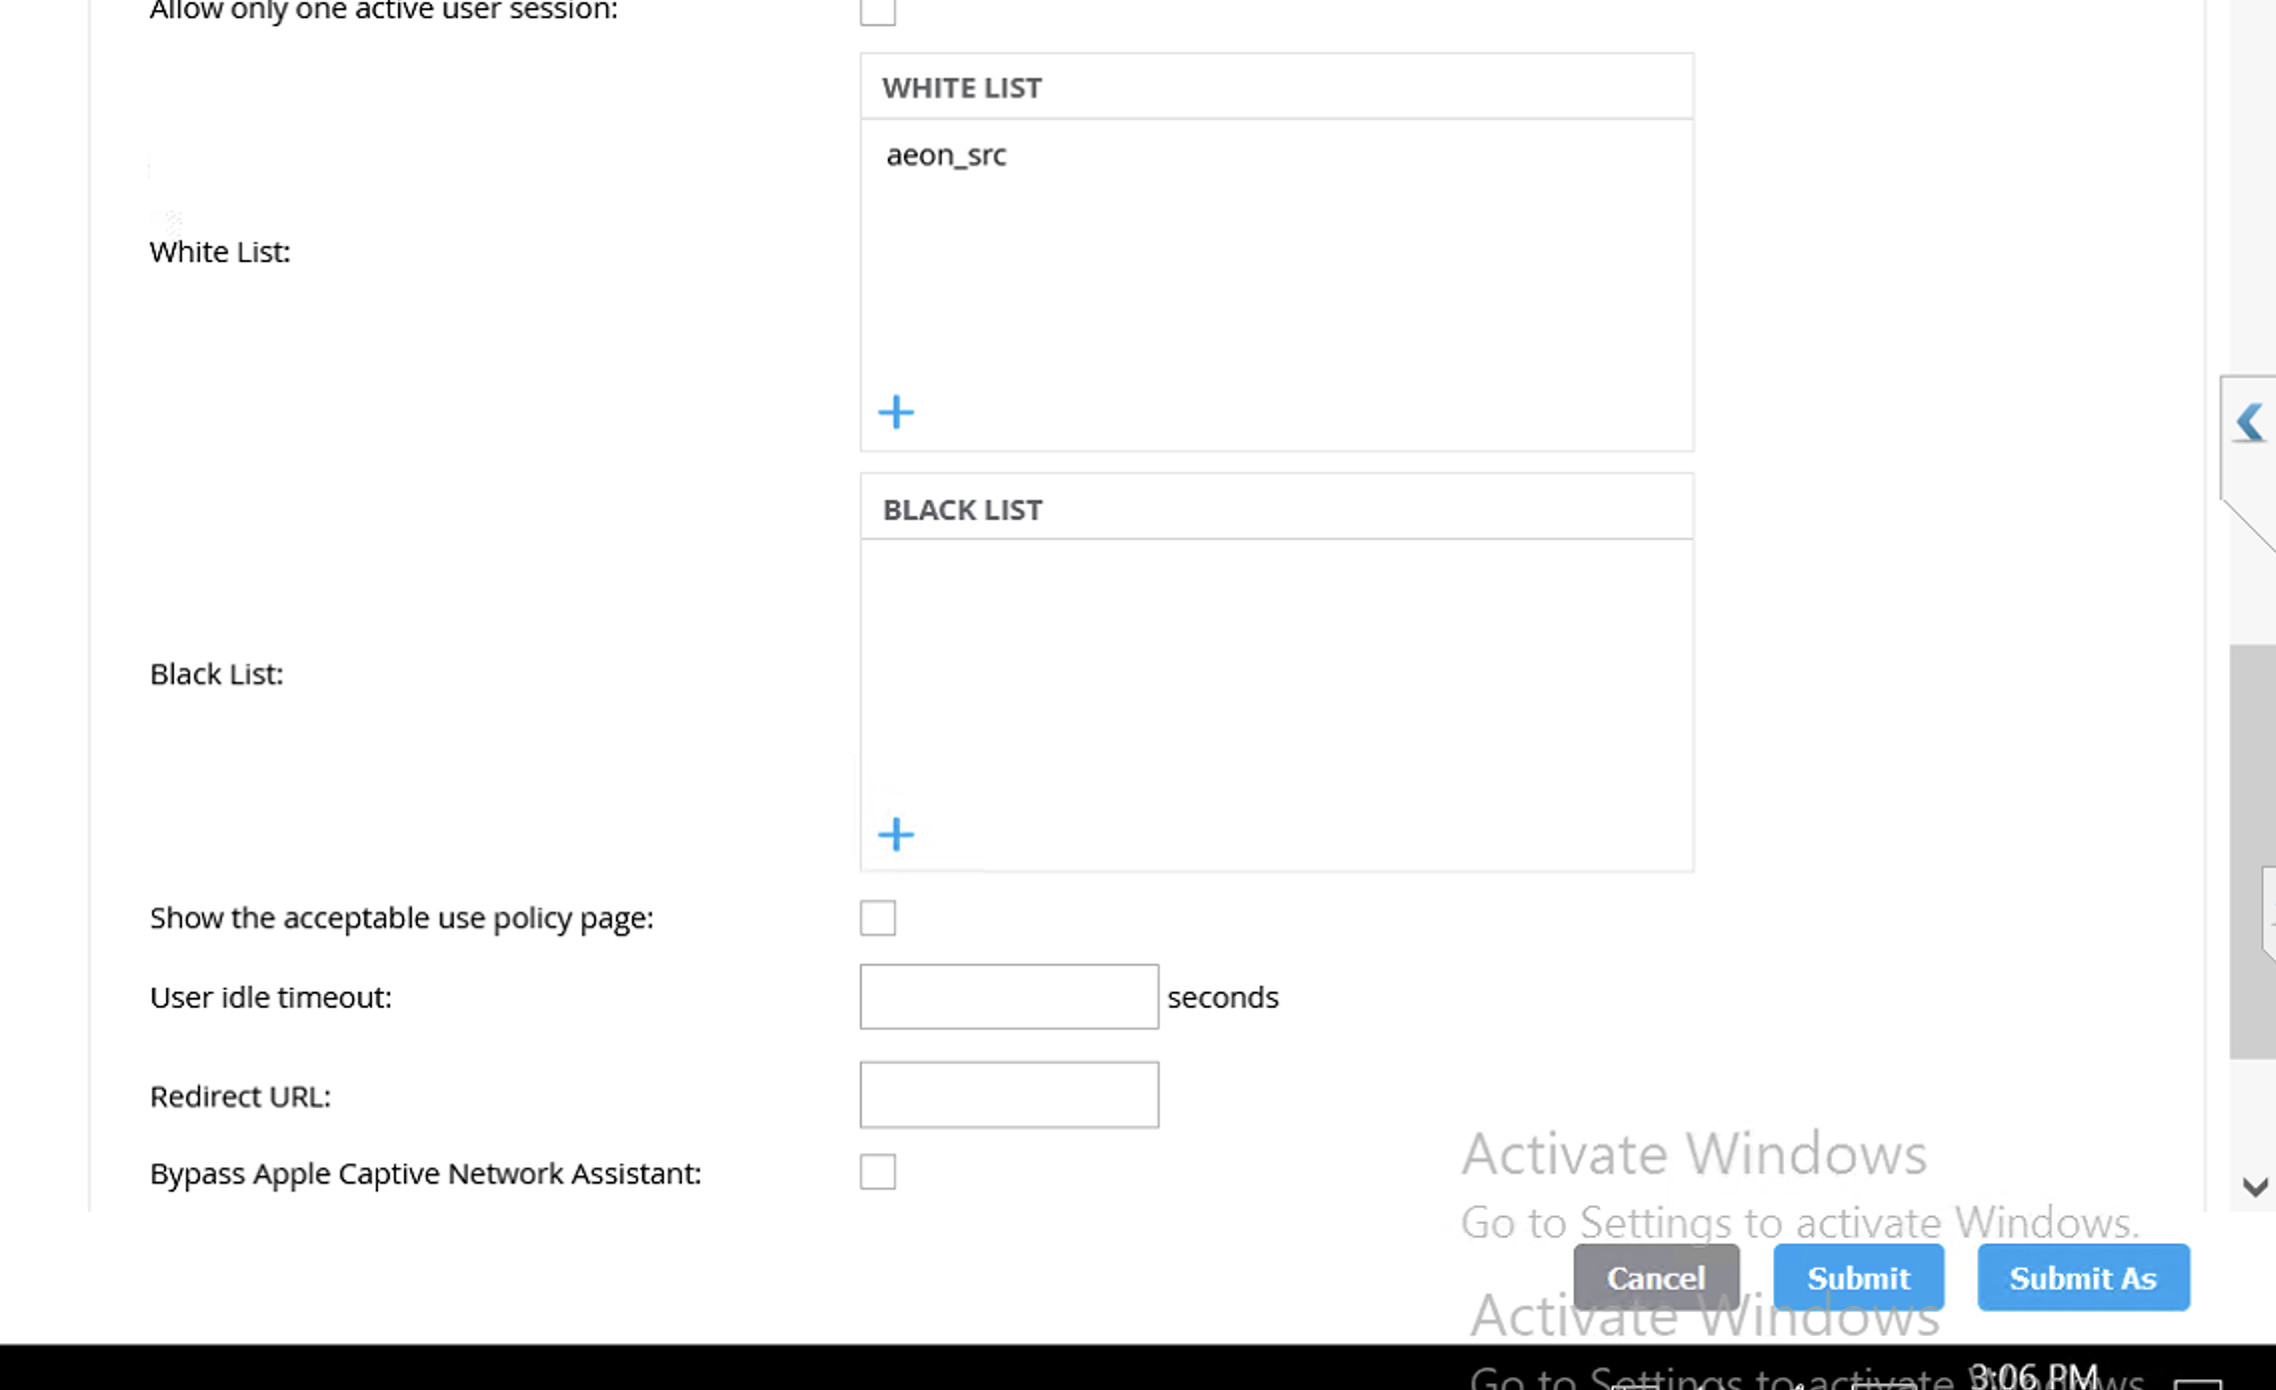 Allow only one active user session:
WHITE LIST
aeon_src
White List:
BLACK LIST
Black List:
Show the acceptable use policy page:
User idle timeout:
seconds
Redirect URL:
Bypass Apple Captive Network Assistant:
Activate Windows
Go to Settings to activate Windows.
Cancel
Submit
Submit As
Activate Windows
Go to Settings to activate Windows.
3:06 PM